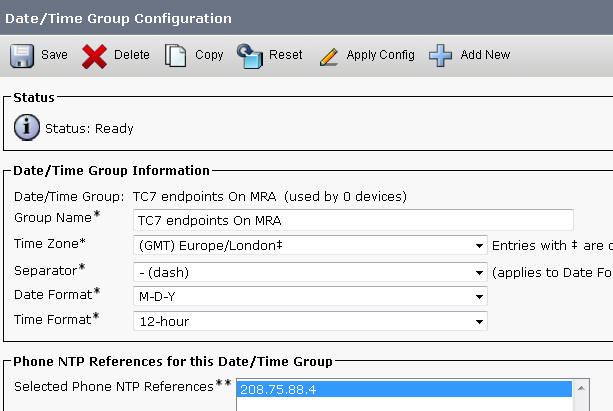 Date/Time Group Configuration
Save Delete Copy Reset Apply Config Add New
Status
Status: Ready
Date/Time Group Information
Date/Time Group: TC7 endpoints On MRA (used by 0 devices)
Group Name* TC7 endpoints On MRA
Time Zone* (GMT) Europe/London‡ Entries with ‡ are
Separator* - (dash) (applies to Date Fo
Date Format* M-D-Y
Time Format* 12-hour
Phone NTP References for this Date/Time Group
Selected Phone NTP References** 208.75.88.4